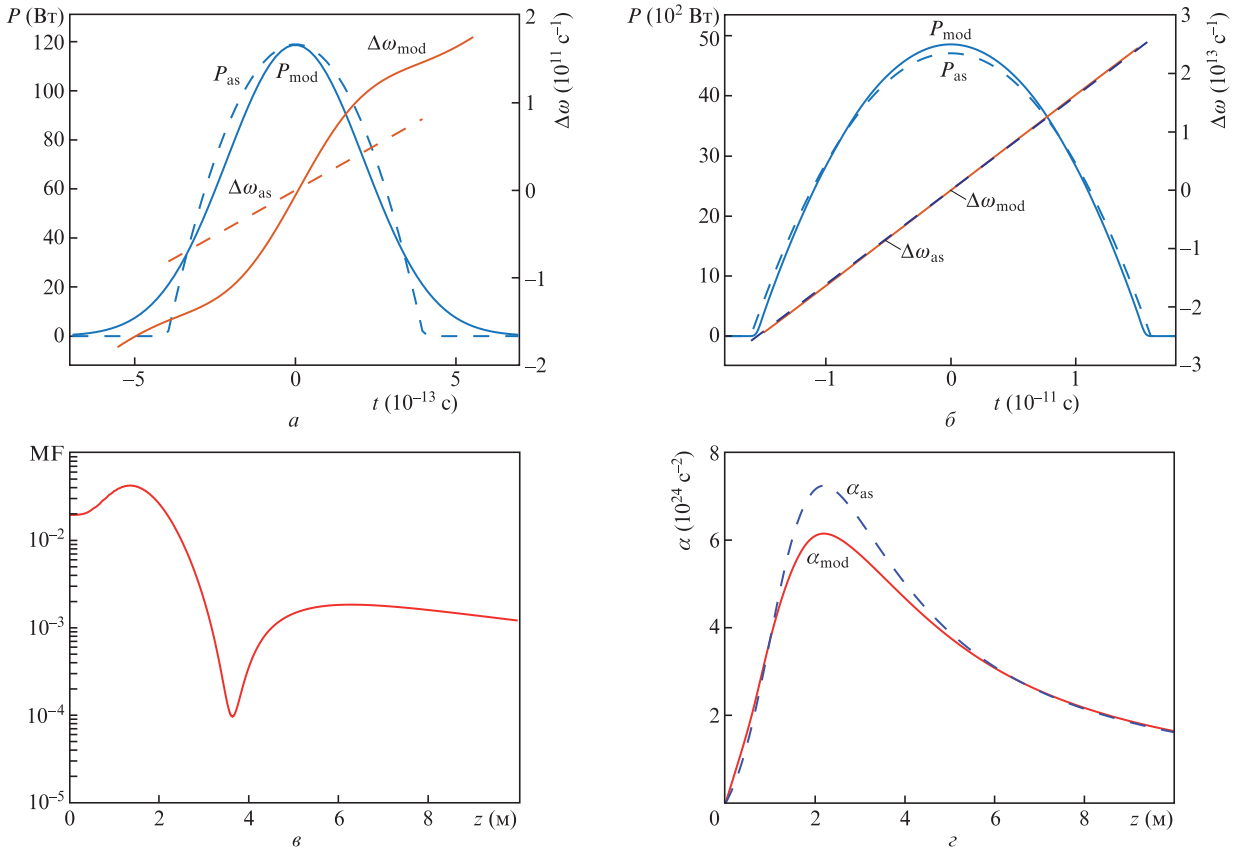 P (Вт)
2
120
100
80
60
40
20
0
P_as
P_mod
Δω_mod
Δω_as
1
0
−1
−2
Δω (10^11 с^−1)
−5
0
5
t (10^−13 с)
а
P (10^2 Вт)
3
50
40
30
20
10
0
P_mod
P_as
Δω_mod
Δω_as
2
1
0
−1
−2
−3
Δω (10^13 с^−1)
−1
0
1
t (10^−11 с)
б
MF
10^−2
10^−3
10^−4
10^−5
0
2
4
6
8
z (м)
в
α (10^24 с^−2)
8
6
4
2
α_as
α_mod
0
2
4
6
8
z (м)
г